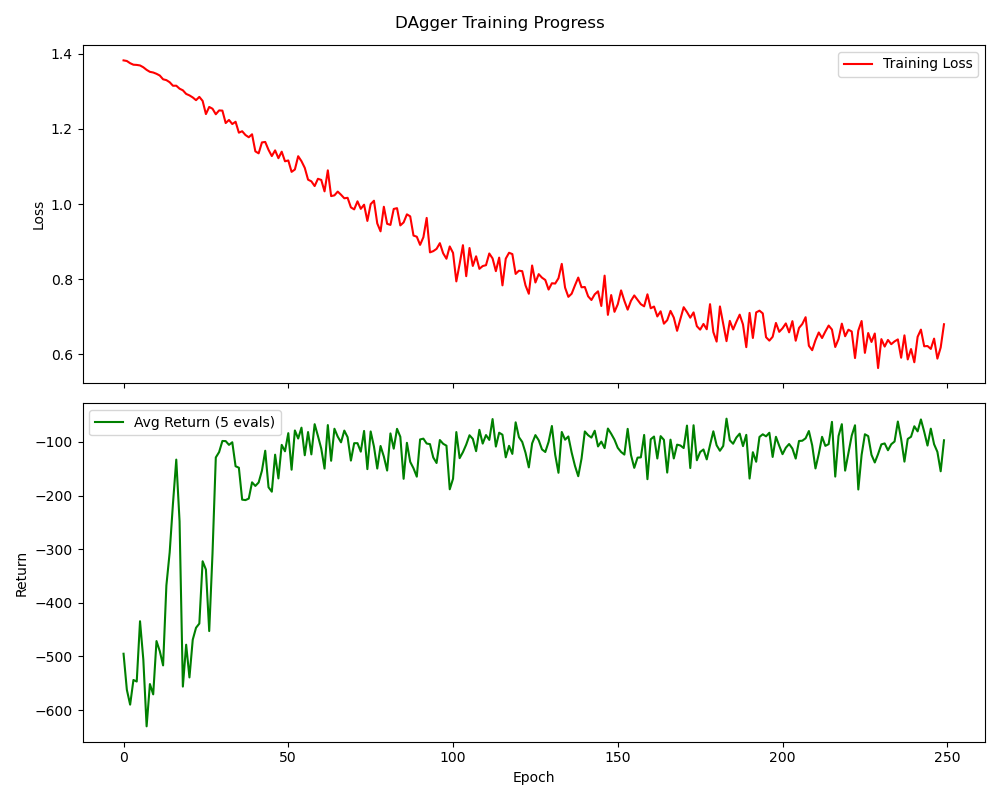 DAgger Training Progress
1.4
1.2
1.0
0.8
0.6
Loss
Training Loss
−100
−200
−300
−400
−500
−600
Return
Avg Return (5 evals)
0
50
100
150
200
250
Epoch